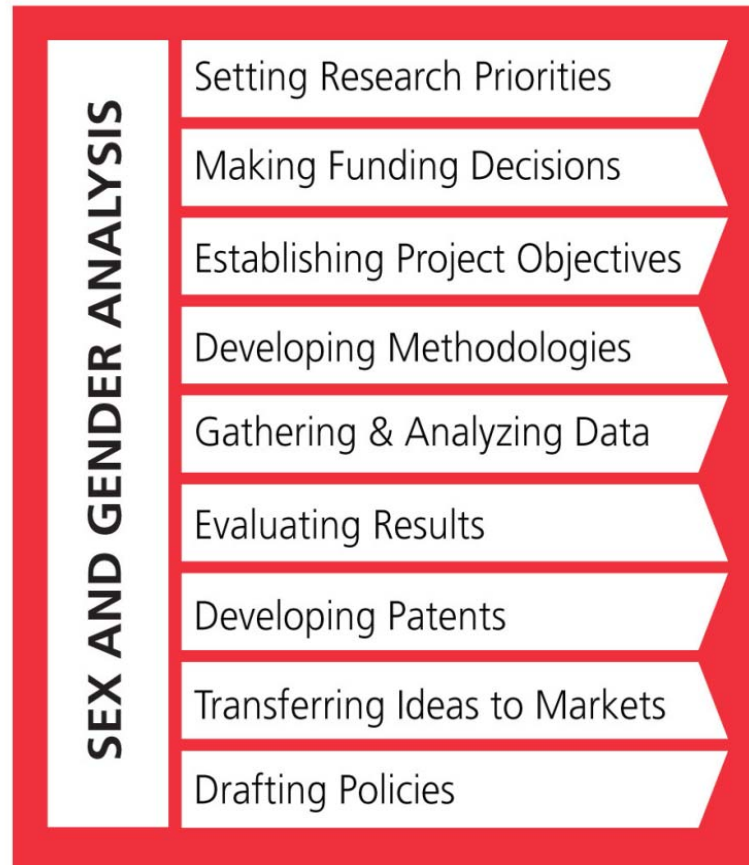 SEX AND GENDER ANALYSIS
Setting Research Priorities
Making Funding Decisions
Establishing Project Objectives
Developing Methodologies
Gathering & Analyzing Data
Evaluating Results
Developing Patents
Transferring Ideas to Markets
Drafting Policies